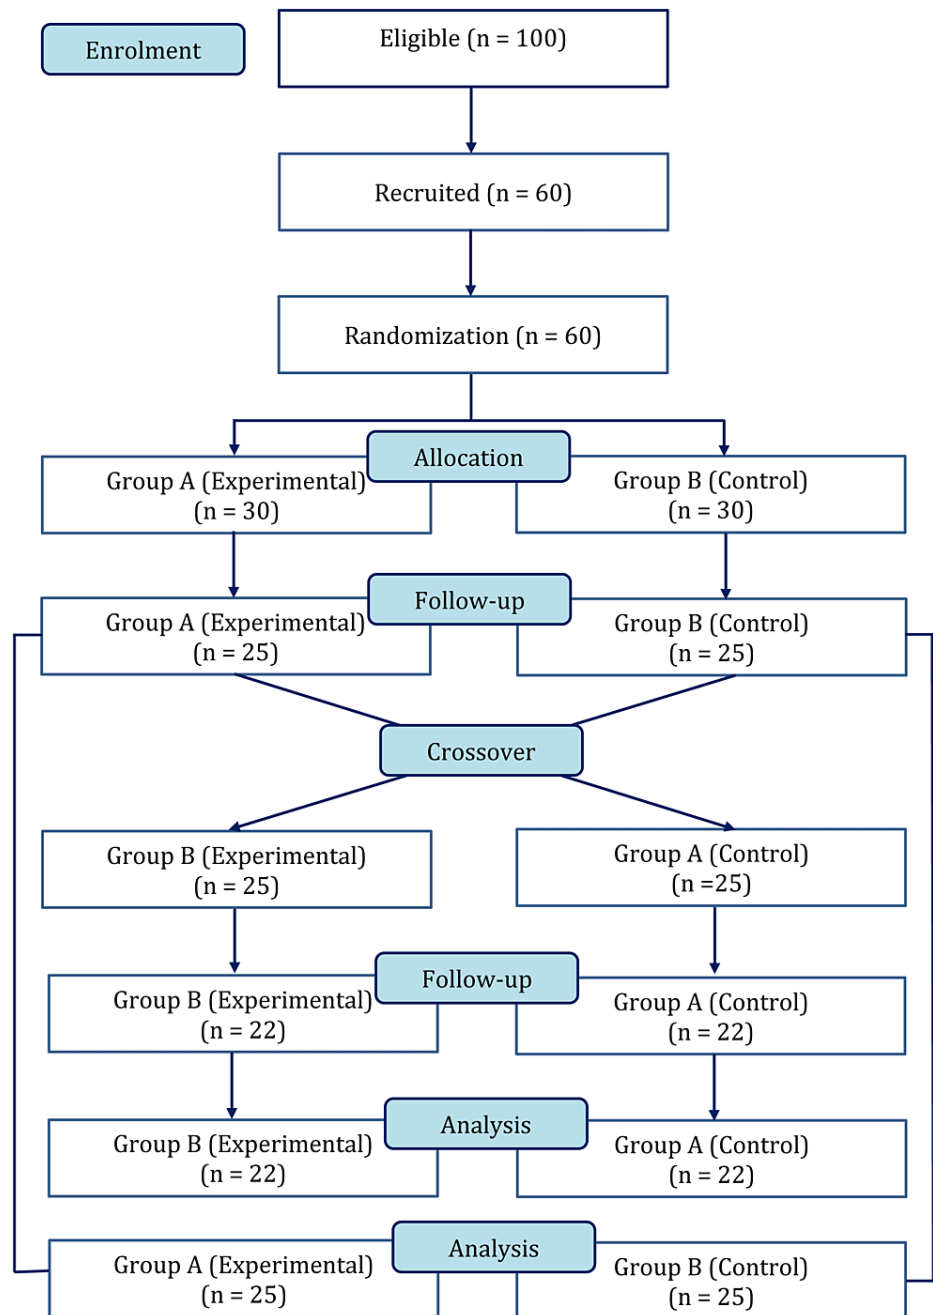 Enrolment
Eligible (n = 100)
Recruited (n = 60)
Randomization (n = 60)
Allocation
Group A (Experimental)
(n = 30)
Group B (Control)
(n = 30)
Follow-up
Group A (Experimental)
(n = 25)
Group B (Control)
(n = 25)
Crossover
Group B (Experimental)
(n = 25)
Group A (Control)
(n =25)
Follow-up
Group B (Experimental)
(n = 22)
Group A (Control)
(n = 22)
Analysis
Group B (Experimental)
(n = 22)
Group A (Control)
(n = 22)
Analysis
Group A (Experimental)
(n = 25)
Group B (Control)
(n = 25)